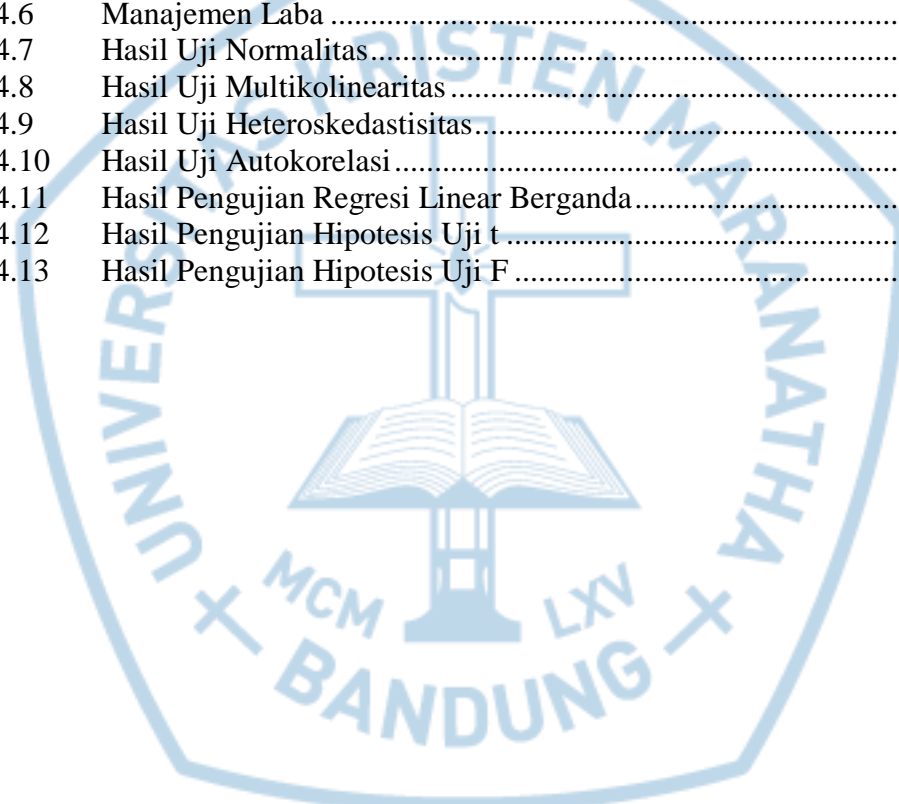 4.6 Manajemen Laba ................................................................
4.7 Hasil Uji Normalitas................................................................
4.8 Hasil Uji Multikolinearitas ................................................................
4.9 Hasil Uji Heteroskedastisitas................................................................
4.10 Hasil Uji Autokorelasi................................................................
4.11 Hasil Pengujian Regresi Linear Berganda................................
4.12 Hasil Pengujian Hipotesis Uji t ................................................
4.13 Hasil Pengujian Hipotesis Uji F ................................................
UNIVERSITAS KRISTEN MARANATHA
MCM LXV
BANDUNG